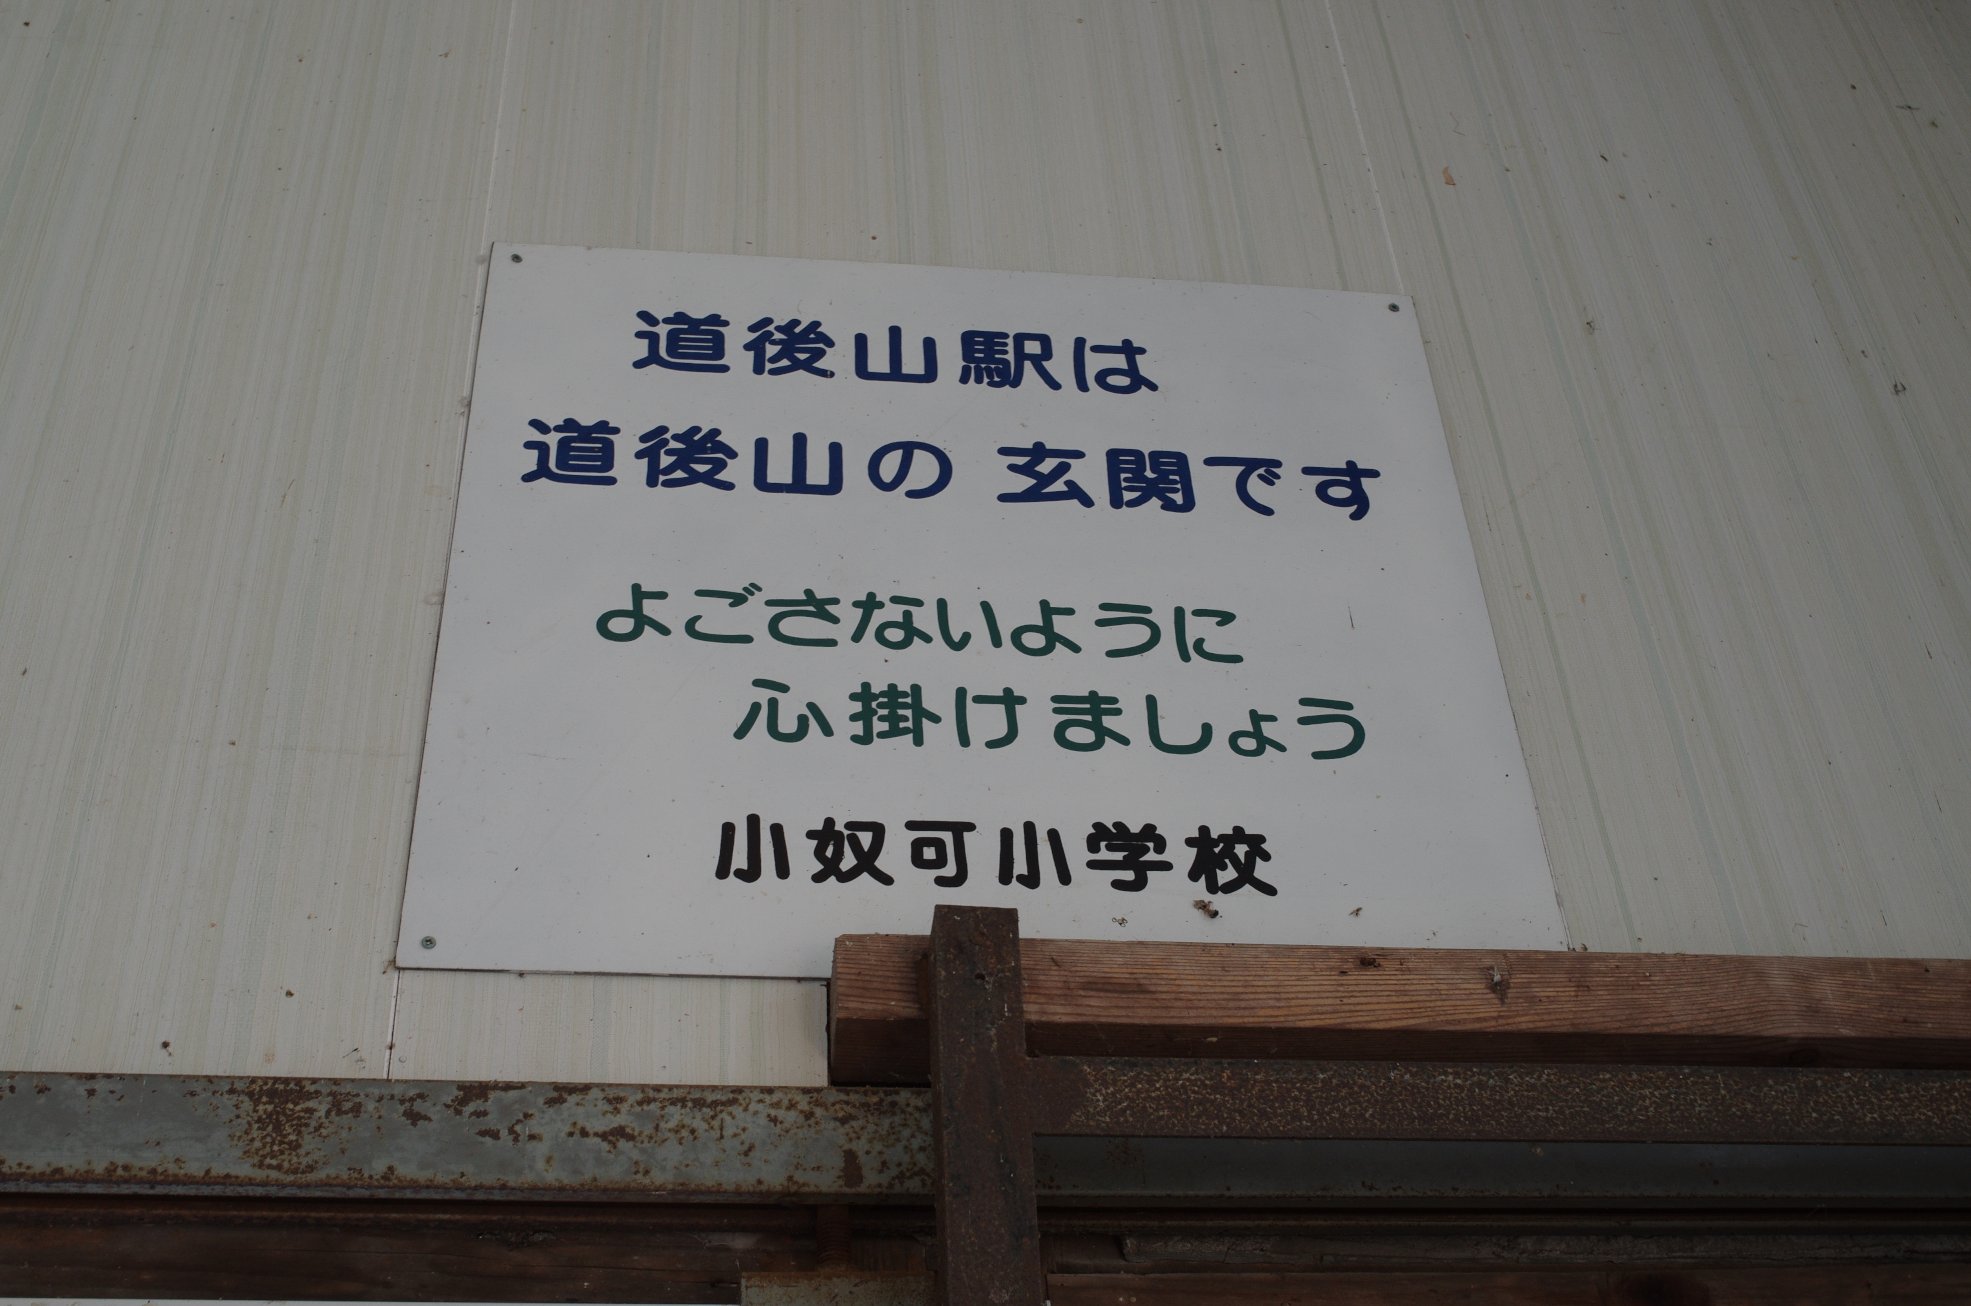 道後山駅は
道後山の玄関です
よごさないように
心掛けましょう
小奴可小学校